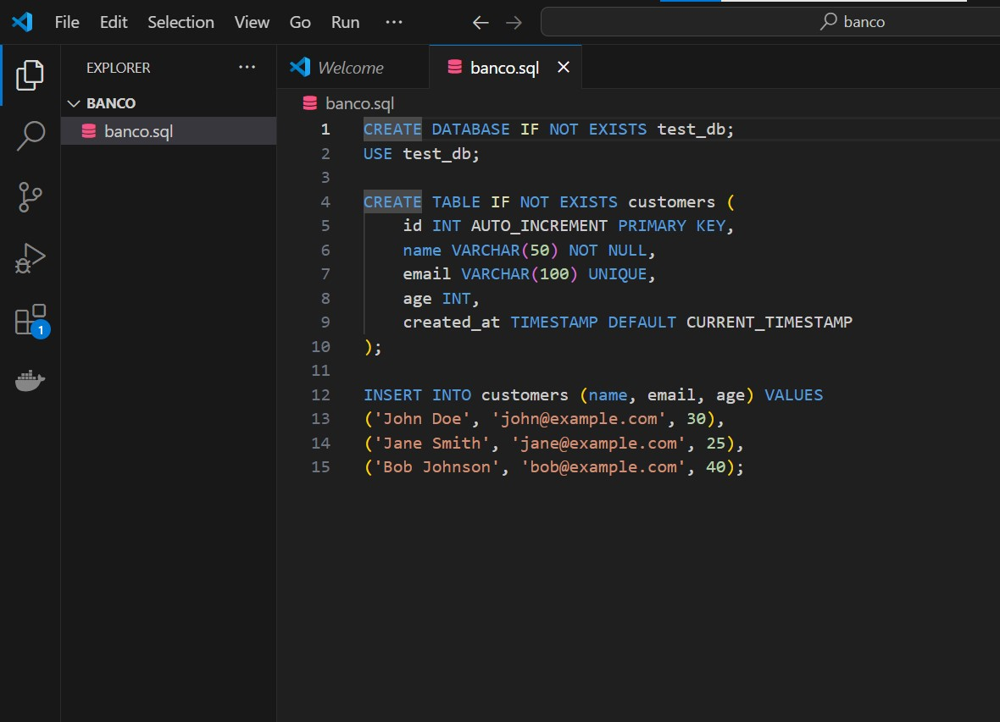 File Edit Selection View Go Run ··· banco
EXPLORER ···
Welcome banco.sql
BANCO
banco.sql
banco.sql
1 CREATE DATABASE IF NOT EXISTS test_db;
2 USE test_db;
3
4 CREATE TABLE IF NOT EXISTS customers (
5     id INT AUTO_INCREMENT PRIMARY KEY,
6     name VARCHAR(50) NOT NULL,
7     email VARCHAR(100) UNIQUE,
8     age INT,
9     created_at TIMESTAMP DEFAULT CURRENT_TIMESTAMP
10 );
11
12 INSERT INTO customers (name, email, age) VALUES
13 ('John Doe', 'john@example.com', 30),
14 ('Jane Smith', 'jane@example.com', 25),
15 ('Bob Johnson', 'bob@example.com', 40);
1